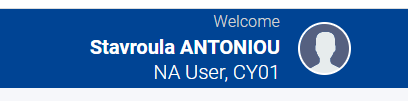 Welcome
Stavroula ANTONIOU
NA User, CY01